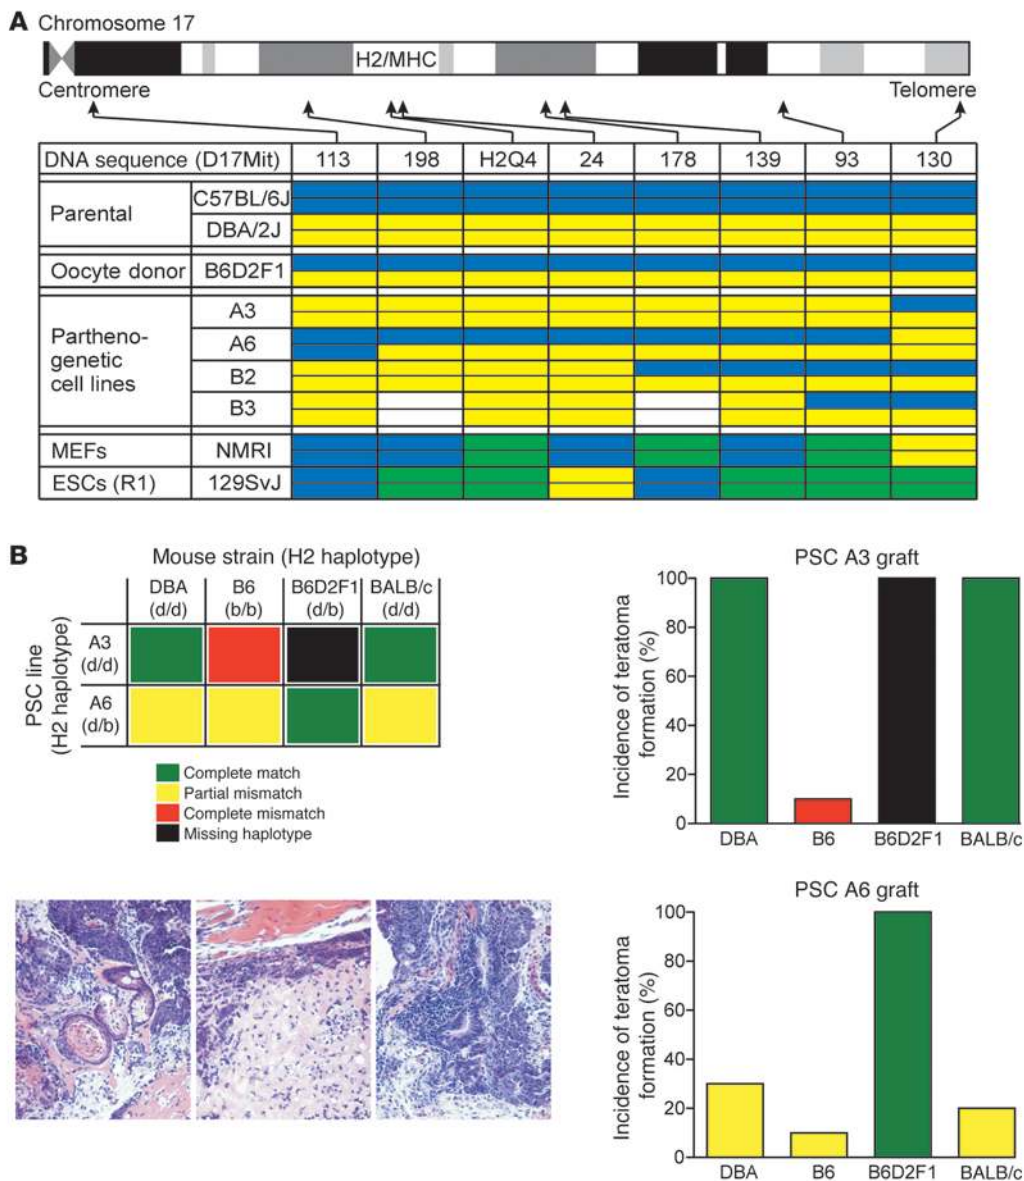 A Chromosome 17
H2/MHC
Centromere Telomere
DNA sequence (D17Mit) 113 198 H2Q4 24 178 139 93 130
Parental C57BL/6J
DBA/2J
Oocyte donor B6D2F1
Partheno-
genetic
cell lines
A3
A6
B2
B3
MEFs NMRI
ESCs (R1) 129SvJ
B
Mouse strain (H2 haplotype)
DBA B6 B6D2F1 BALB/c
(d/d) (b/b) (d/b) (d/d)
PSC line
(H2 haplotype)
A3
(d/d)
A6
(d/b)
Complete match
Partial mismatch
Complete mismatch
Missing haplotype
PSC A3 graft
Incidence of teratoma
formation (%)
100
80
60
40
20
0
DBA B6 B6D2F1 BALB/c
PSC A6 graft
Incidence of teratoma
formation (%)
100
80
60
40
20
0
DBA B6 B6D2F1 BALB/c